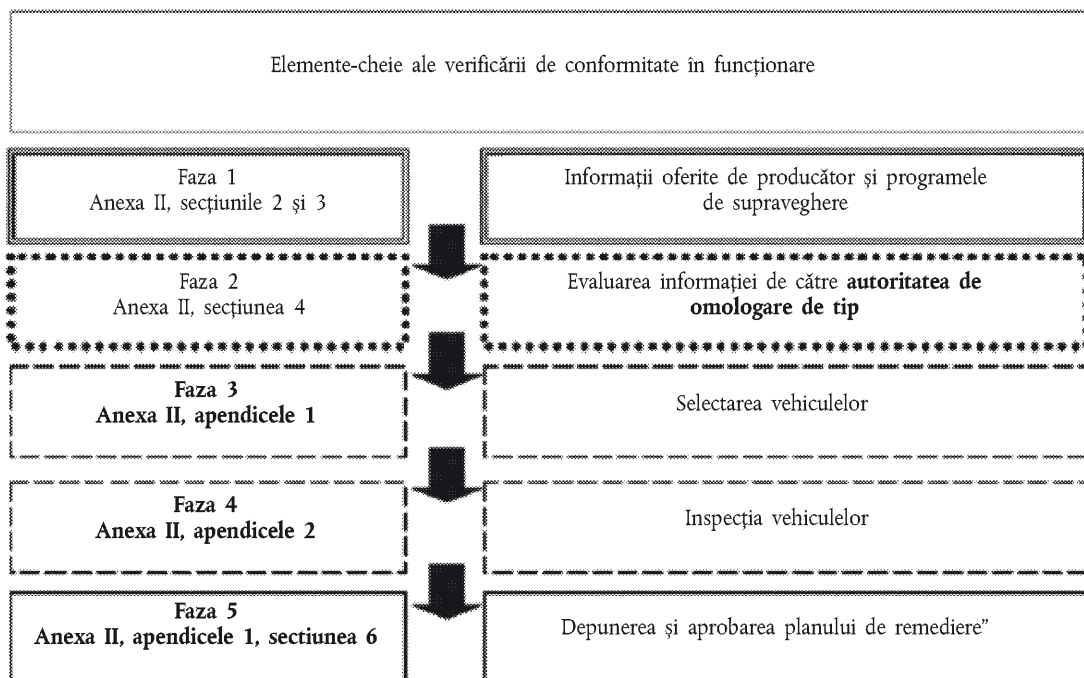 Elemente-cheie ale verificării de conformitate în funcționare
Faza 1
Anexa II, secțiunile 2 și 3
Informații oferite de producător și programele
de supraveghere
Faza 2
Anexa II, secțiunea 4
Evaluarea informației de către autoritatea de
omologare de tip
Faza 3
Anexa II, apendicele 1
Selectarea vehiculelor
Faza 4
Anexa II, apendicele 2
Inspecția vehiculelor
Faza 5
Anexa II, apendicele 1, sectiunea 6
Depunerea și aprobarea planului de remediere”